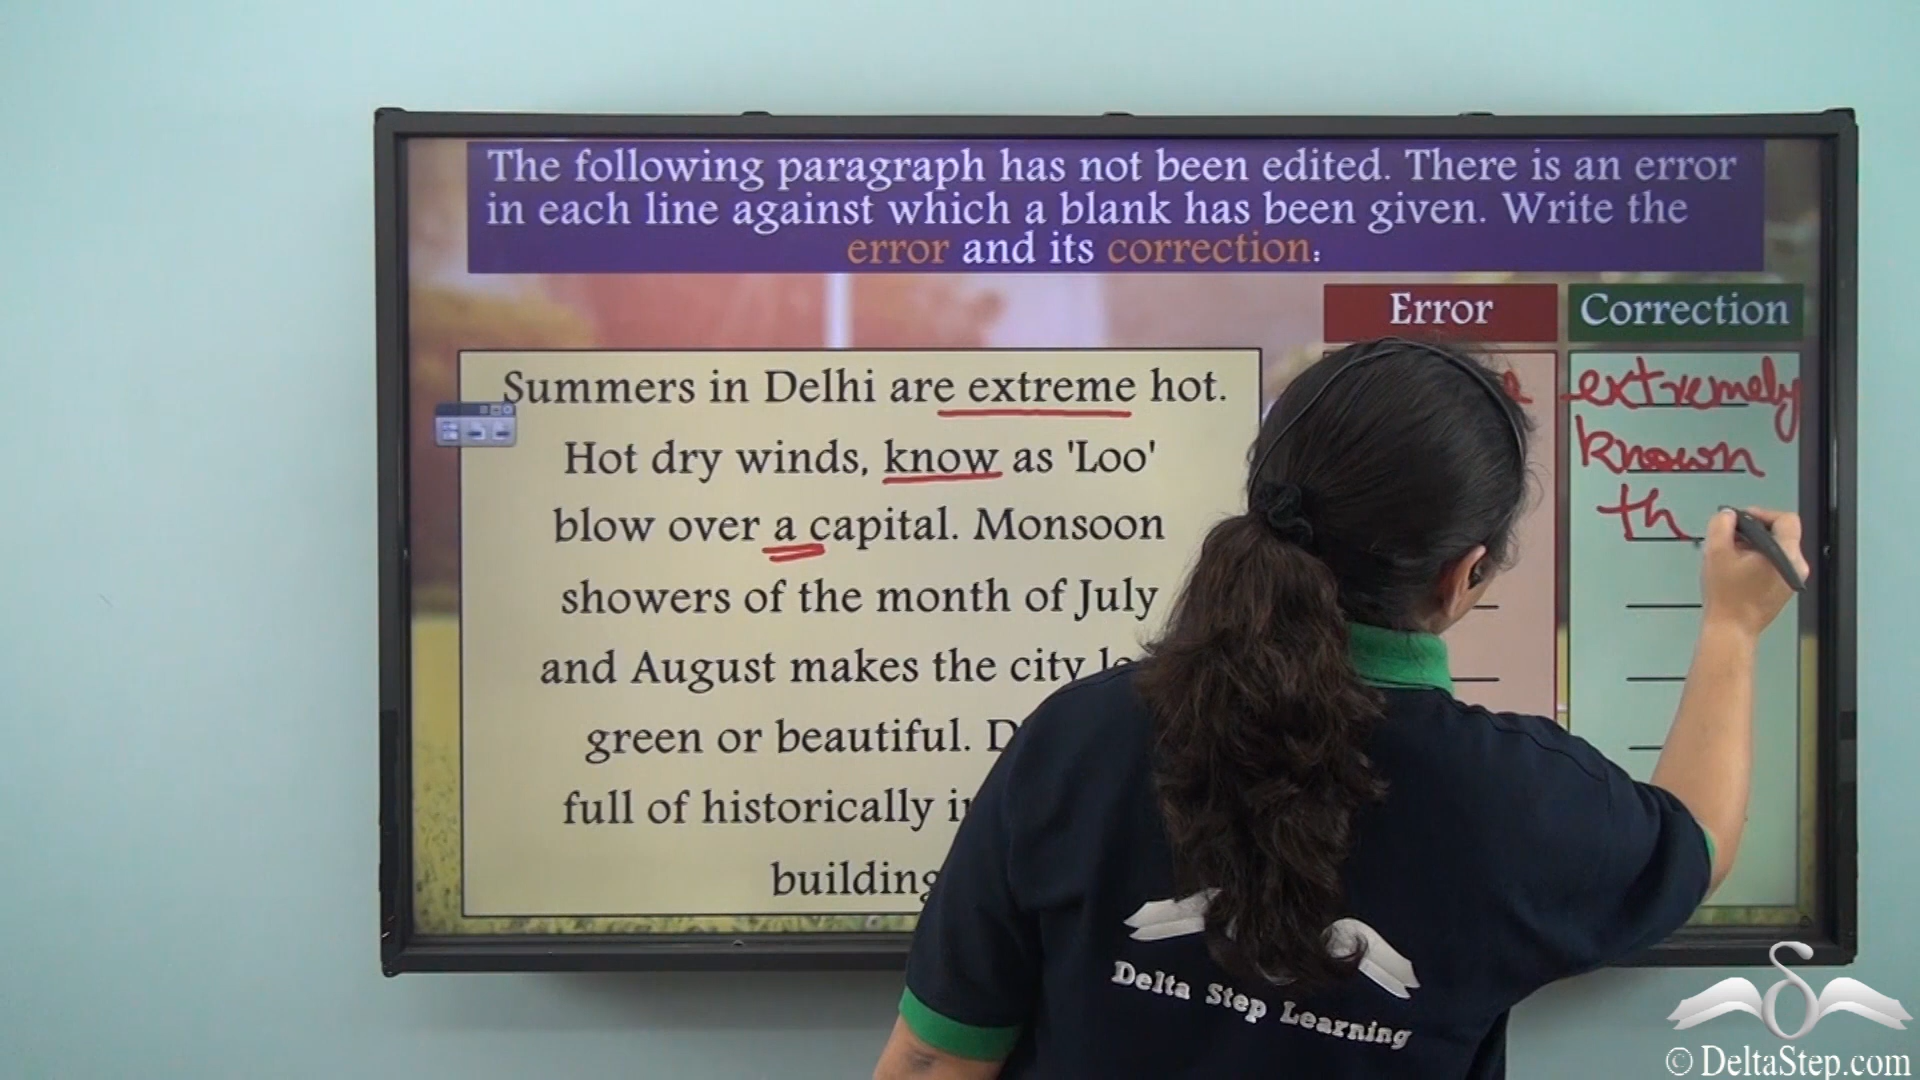 The following paragraph has not been edited. There is an error
in each line against which a blank has been given. Write the
error and its correction:
Error
Correction
Summers in Delhi are extreme hot.
extremely
Hot dry winds, know as 'Loo'
known
blow over a capital. Monsoon
th
showers of the month of July
and August makes the city
green or beautiful.
full of historically
building
Delta Step Learning
© DeltaStep.com